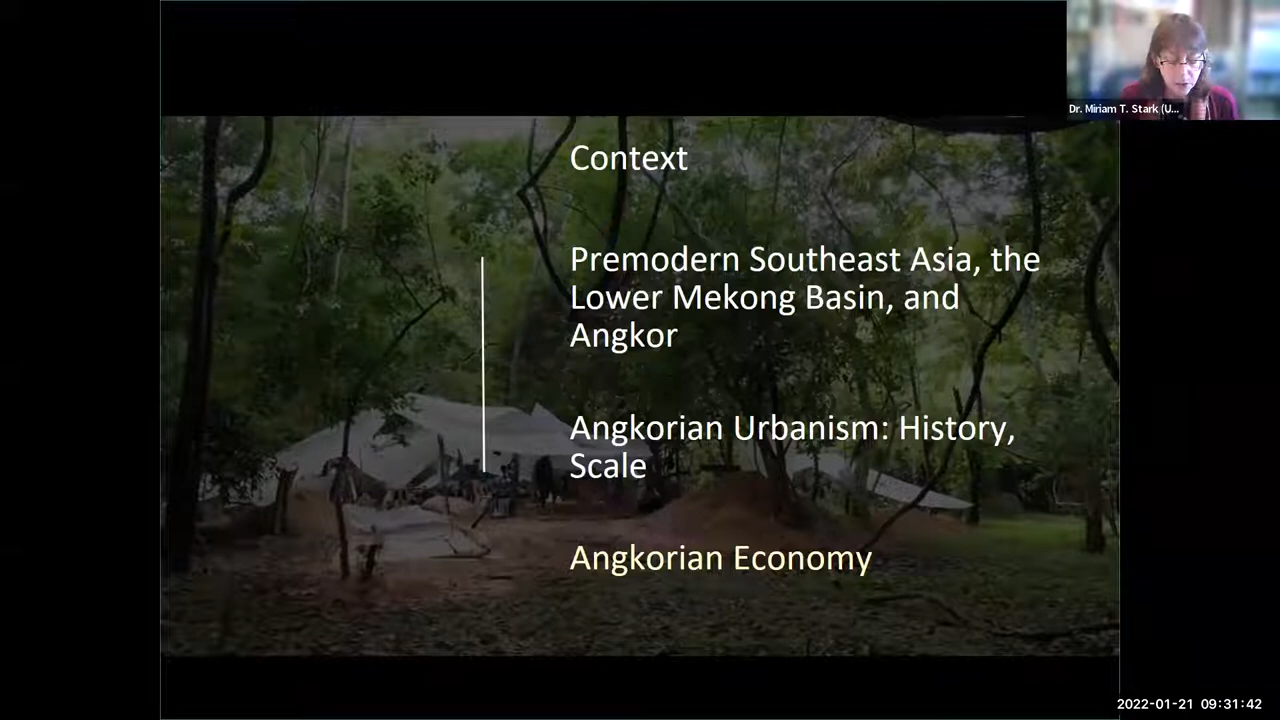 Dr. Miriam T. Stark (U...
Context
Premodern Southeast Asia, the
Lower Mekong Basin, and
Angkor
Angkorian Urbanism: History,
Scale
Angkorian Economy
2022-01-21 09:31:42